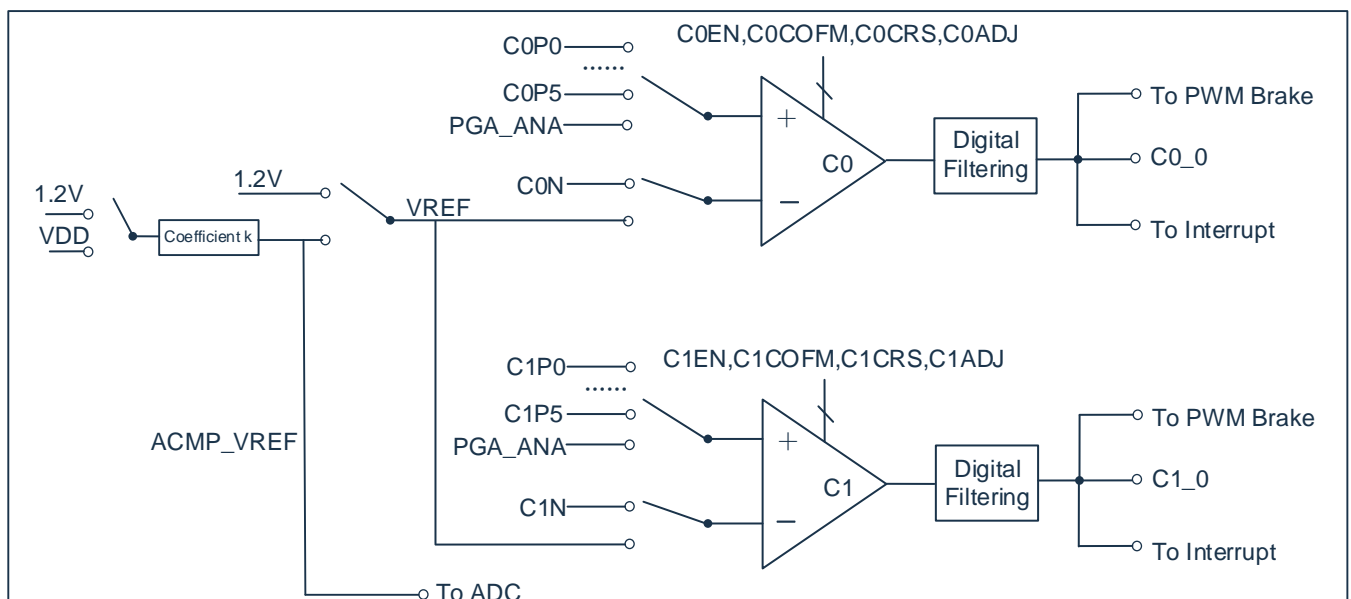 C0P0
......
C0P5
PGA_ANA
C0N
C0EN,C0COFM,C0CRS,C0ADJ
+
C0
−
Digital
Filtering
To PWM Brake
C0_0
To Interrupt
1.2V
VDD
Coefficient k
1.2V
VREF
ACMP_VREF
To ADC
C1P0
......
C1P5
PGA_ANA
C1N
C1EN,C1COFM,C1CRS,C1ADJ
+
C1
−
Digital
Filtering
To PWM Brake
C1_0
To Interrupt